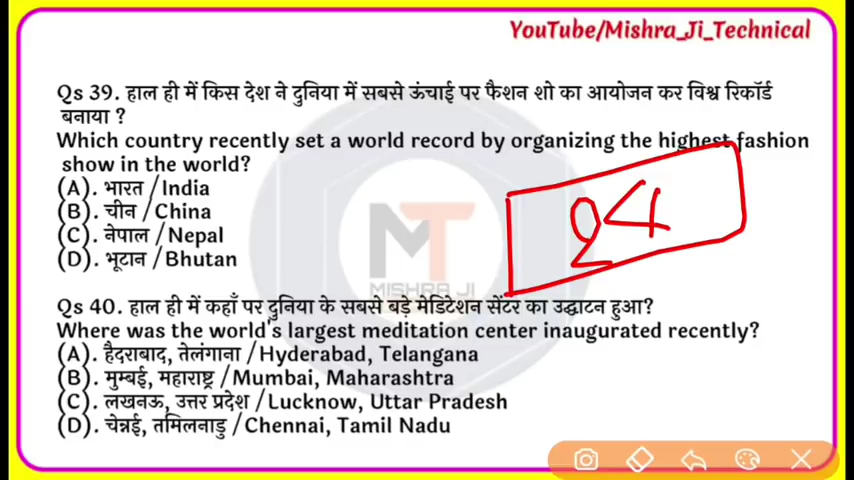 YouTube/Mishra_Ji_Technical
Qs 39. हाल ही में किस देश ने दुनिया में सबसे ऊंचाई पर फैशन शो का आयोजन कर विश्व रिकॉर्ड
बनाया ?
Which country recently set a world record by organizing the highest fashion
show in the world?
(A). भारत / India
(B). चीन / China
(C). नेपाल / Nepal
(D). भूटान / Bhutan
MT
MISHRA JI
Qs 40. हाल ही में कहाँ पर दुनिया के सबसे बड़े मेडिटेशन सेंटर का उद्घाटन हुआ?
Where was the world's largest meditation center inaugurated recently?
(A). हैदराबाद, तेलंगाना / Hyderabad, Telangana
(B). मुम्बई, महाराष्ट्र / Mumbai, Maharashtra
(C). लखनऊ, उत्तर प्रदेश / Lucknow, Uttar Pradesh
(D). चेन्नई, तमिलनाडु / Chennai, Tamil Nadu